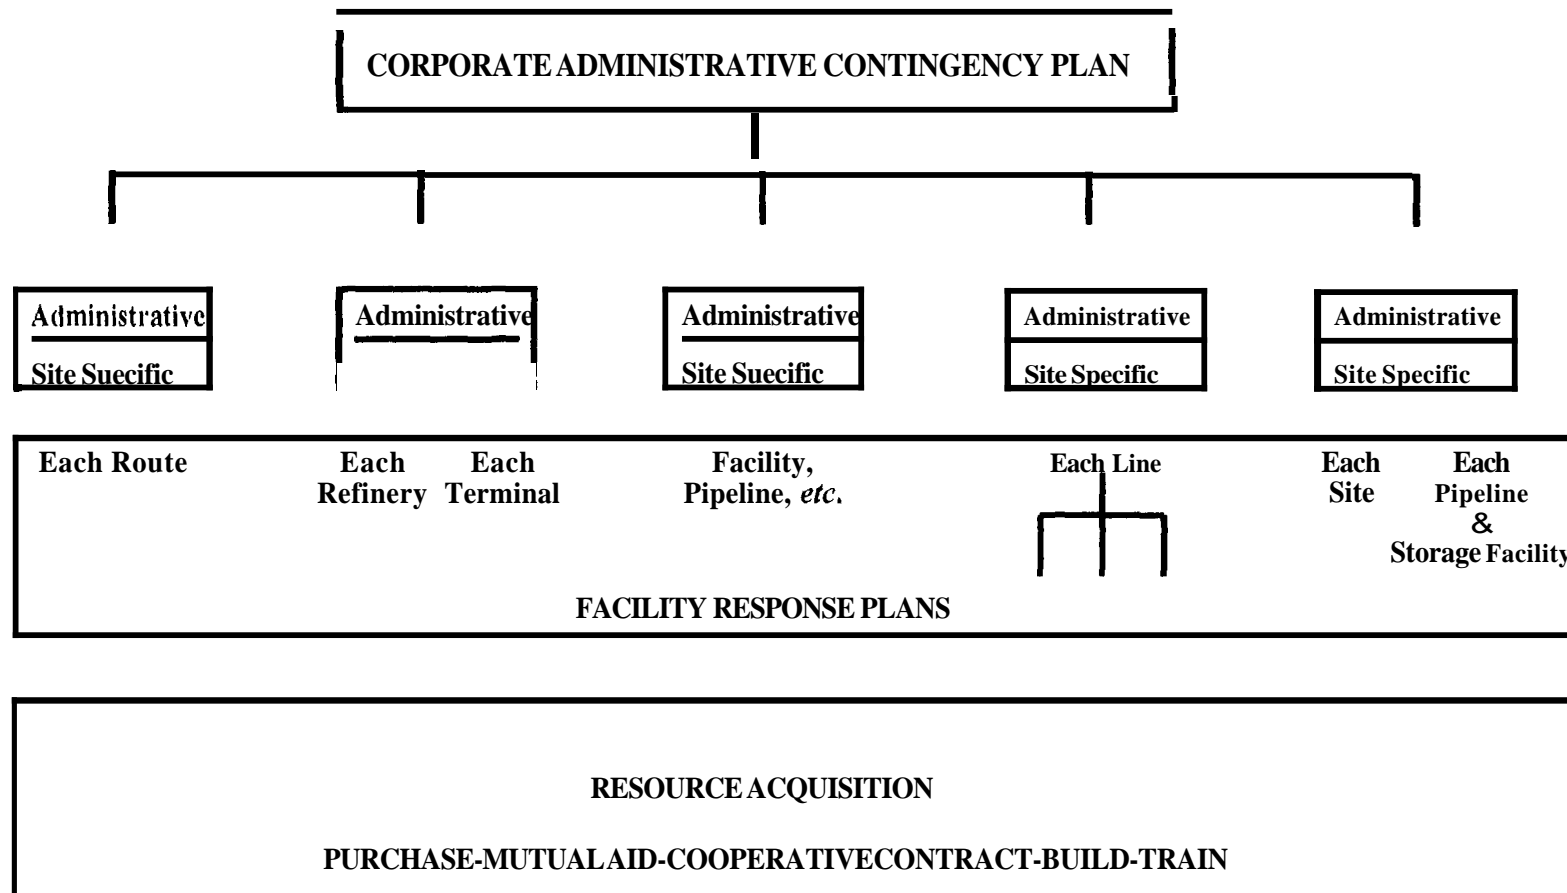 CORPORATE ADMINISTRATIVE CONTINGENCY PLAN
Administrative
Administrative
Administrative
Administrative
Administrative
Site Suecific
Site Suecific
Site Specific
Site Specific
Each Route
Each
Refinery
Each
Terminal
Facility,
Pipeline, etc.
Each Line
Each
Site
Each
Pipeline
&
Storage Facility
FACILITY RESPONSE PLANS
RESOURCE ACQUISITION
PURCHASE-MUTUAL AID-COOPERATIVECONTRACT-BUILD-TRAIN